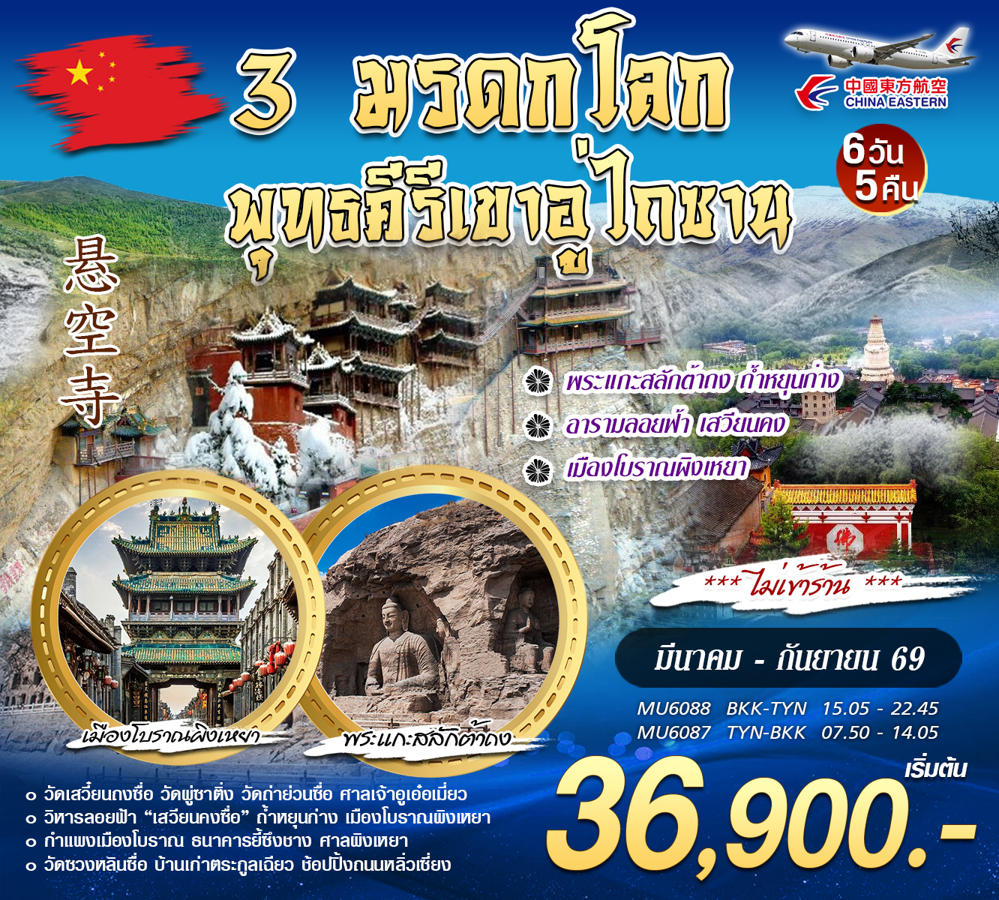 3 มรดกโลก
พุทธคีรีเขาอู่ไถซาน
中國東方航空
CHINA EASTERN
6 วัน
5 คืน
悬空寺
พระแกะสลักต้าถง ถ้ำหยุนก่าง
อารามลอยฟ้า เสวียนคง
เมืองโบราณผิงเหยา
佛
*** ไม่เข้าร้าน ***
มีนาคม - กันยายน 69
MU6088 BKK-TYN 15.05 - 22.45
MU6087 TYN-BKK 07.50 - 14.05
เมืองโบราณผิงเหยา
พระแกะสลักต้าถง
เริ่มต้น
36,900.-
วัดเสวี๋ยนถงซื่อ วัดพู่ซาติ่ง วัดถ่าย่วนซื่อ ศาลเจ้าอูเอ๋อเมี่ยว
วิหารลอยฟ้า “เสวียนคงซื่อ” ถ้ำหยุนก่าง เมืองโบราณผิงเหยา
กำแพงเมืองโบราณ ธนาคารยี้ซึงชาง ศาลผิงเหยา
วัดซวงหลินซื่อ บ้านเก่าตระกูลเฉียว ช้อปปิ้งถนนหลิ่วเซี่ยง